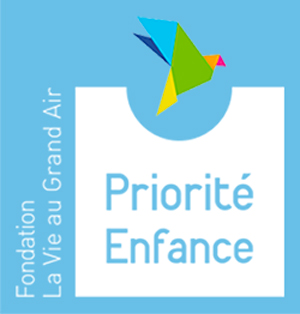 Fondation
La Vie au Grand Air
Priorité
Enfance